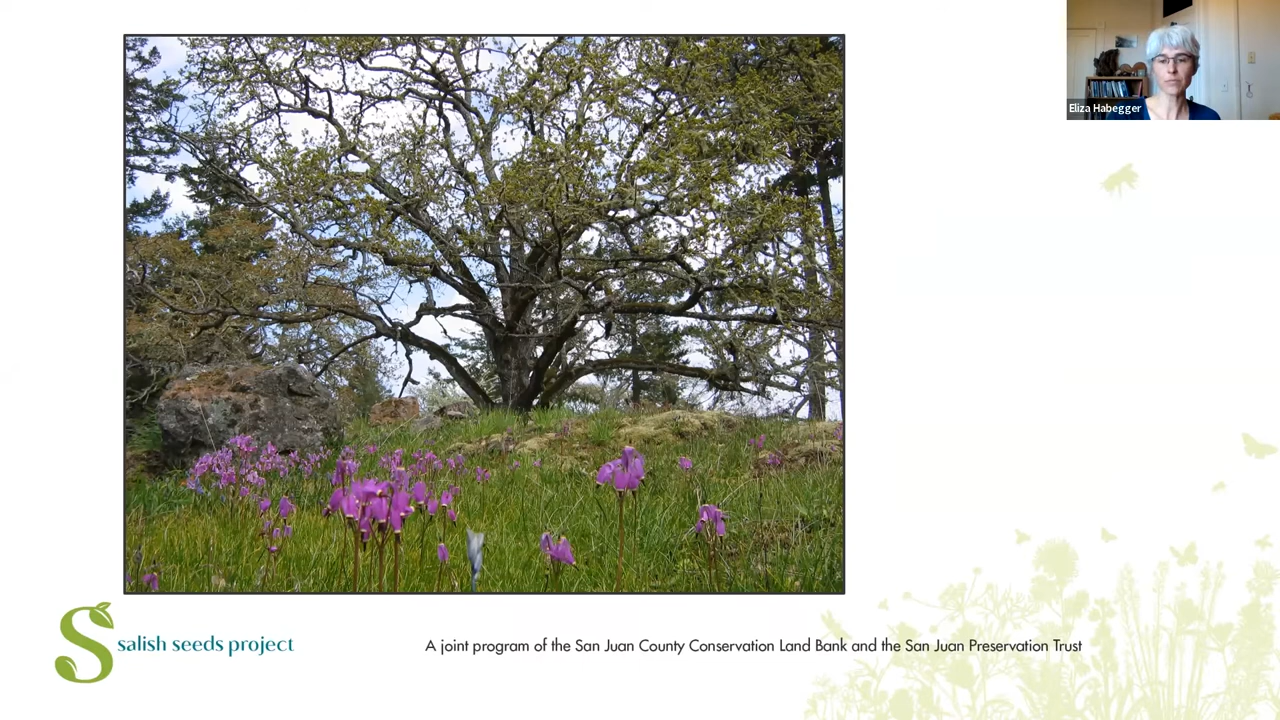 Eliza Habegger
salish seeds project
A joint program of the San Juan County Conservation Land Bank and the San Juan Preservation Trust